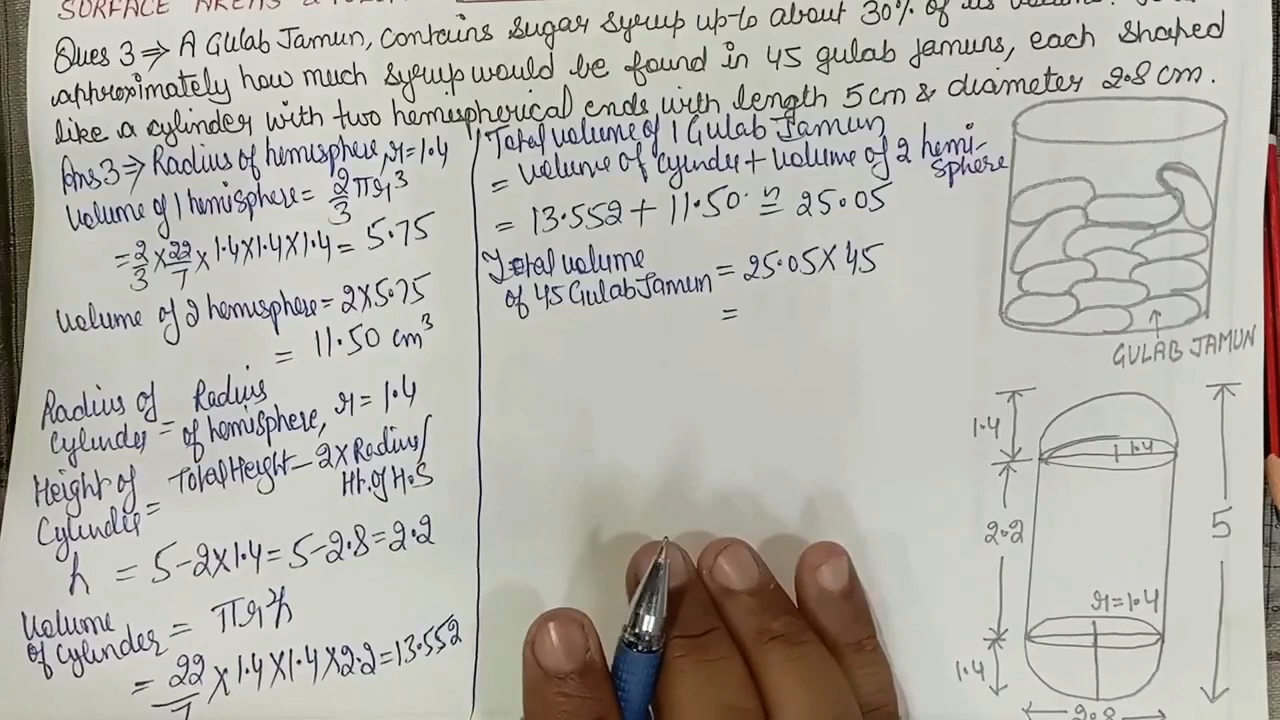 SURFACE AREAS
Ques 3⇒ A Gulab Jamun, contains sugar syrup up to about 30% of its volume.
approximately how much syrup would be found in 45 gulab jamuns, each shaped
like a cylinder with two hemispherical ends with length 5cm & diameter 2.8 cm.
Ans 3⇒ Radius of hemisphere, r = 1.4
Volume of 1 hemisphere = 2/3 πr³
= 2/3 × 22/7 × 1.4×1.4×1.4 = 5.75
Volume of 2 hemisphere = 2×5.75
= 11.50 cm³
Radius of Cylinder = Radius of hemisphere, r = 1.4
Height of Cylinder = Total Height − 2× Radius/ Ht. of H.S
h = 5−2×1.4 = 5−2.8 = 2.2
Volume of cylinder = πr²h
= 22/7 × 1.4×1.4×2.2 = 13.552
Total volume of 1 Gulab Jamun
= volume of cylinder + volume of 2 hemi-
sphere
= 13.552 + 11.50 ≅ 25.05
Total volume of 45 Gulab Jamun = 25.05×45
=
GULAB JAMUN
1.4
1.4
2.2
5
r=1.4
1.4
2.8